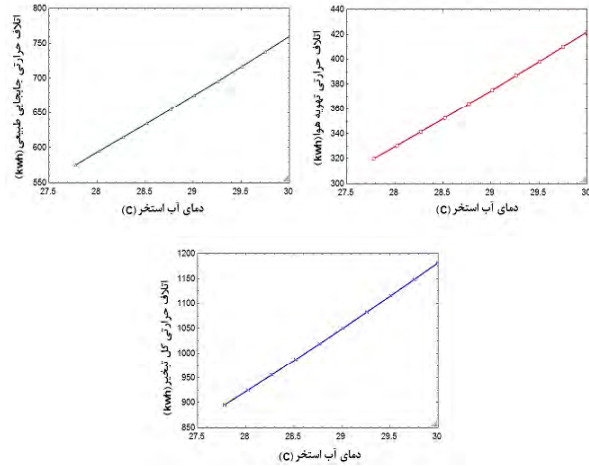 اتلاف حرارتی جابجایی طبیعی (kwh)
800
750
700
650
600
550
27.5 28 28.5 29 29.5 30
دمای آب استخر (C)
اتلاف حرارتی تهویه هوا (kwh)
420
400
380
360
340
320
300
27.5 28 28.5 29 29.5 30
دمای آب استخر (C)
اتلاف حرارتی کل تبخیر (kwh)
1200
1150
1100
1050
1000
950
900
850
27.5 28 28.5 29 29.5 30
دمای آب استخر (C)